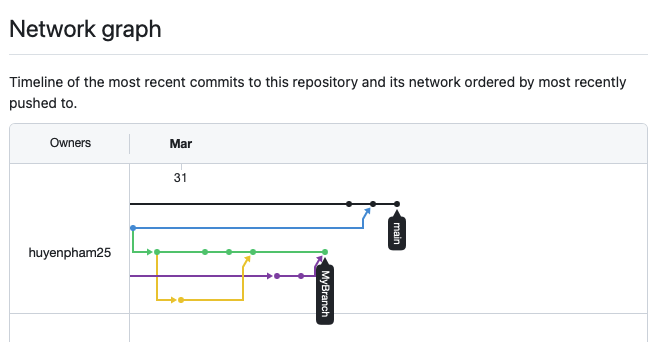 Network graph
Timeline of the most recent commits to this repository and its network ordered by most recently
pushed to.
Owners
Mar
31
main
huyenpham25
MyBranch